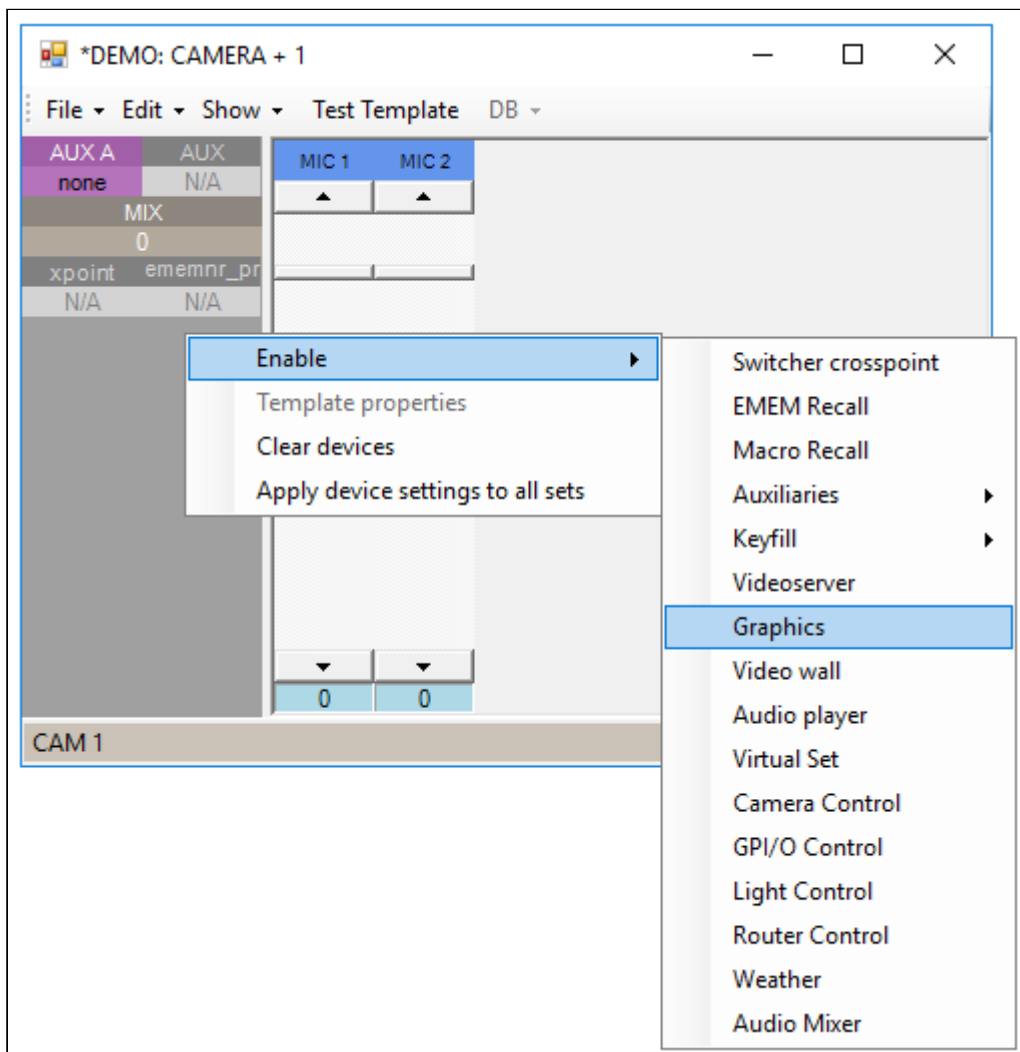 *DEMO: CAMERA + 1
File Edit Show Test Template DB
AUX A AUX
none N/A
MIX
0
xpoint ememnr_pr
N/A N/A
MIC 1 MIC 2
Enable
Template properties
Clear devices
Apply device settings to all sets
Switcher crosspoint
EMEM Recall
Macro Recall
Auxiliaries
Keyfill
Videoserver
Graphics
Video wall
Audio player
Virtual Set
Camera Control
GPI/O Control
Light Control
Router Control
Weather
Audio Mixer
0 0
CAM 1